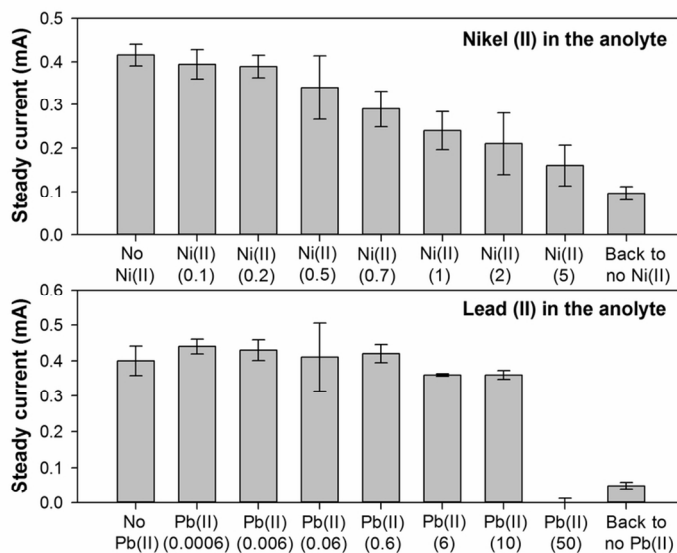 Nikel (II) in the anolyte
Steady current (mA)
0.5
0.4
0.3
0.2
0.1
0.0
No Ni(II) Ni(II) Ni(II) Ni(II) Ni(II) Ni(II) Ni(II) Back to
Ni(II) (0.1) (0.2) (0.5) (0.7) (1) (2) (5) no Ni(II)
Lead (II) in the anolyte
Steady current (mA)
0.6
0.5
0.4
0.3
0.2
0.1
0.0
No Pb(II) Pb(II) Pb(II) Pb(II) Pb(II) Pb(II) Pb(II) Back to
Pb(II) (0.0006) (0.006) (0.06) (0.6) (6) (10) (50) no Pb(II)